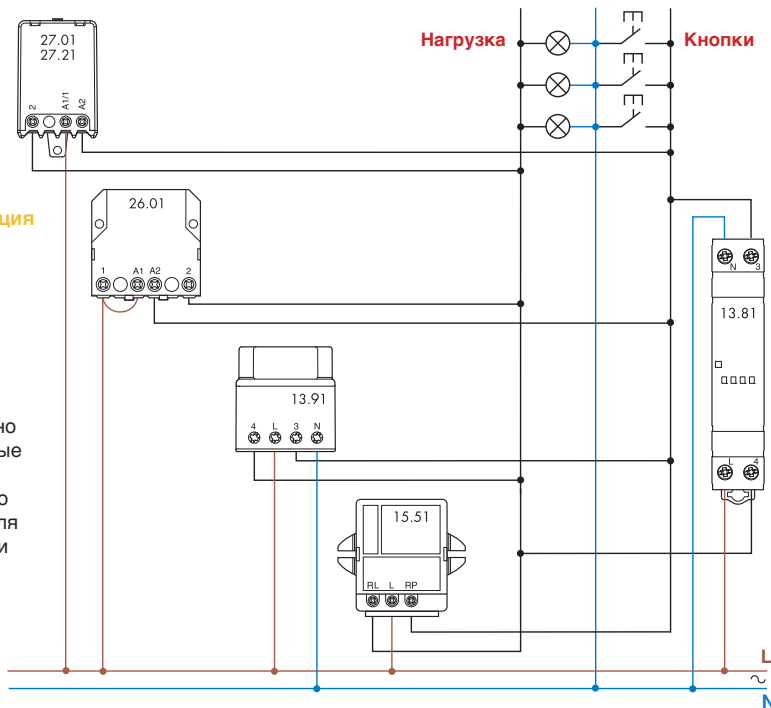 27.01
27.21
2 A1/1 A2
Нагрузка
Кнопки
ция
26.01
1 A1 A2 2
N 3
13.81
L 4
13.91
4 L 3 N
но
ые
о
ля
и
15.51
RL L RP
L
~
N